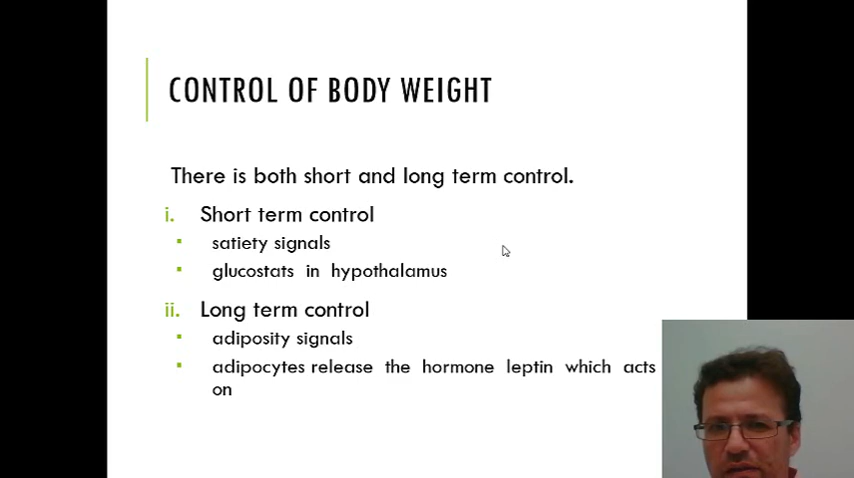 CONTROL OF BODY WEIGHT
There is both short and long term control.
i. Short term control
▪ satiety signals
▪ glucostats in hypothalamus
ii. Long term control
▪ adiposity signals
▪ adipocytes release the hormone leptin which acts
on